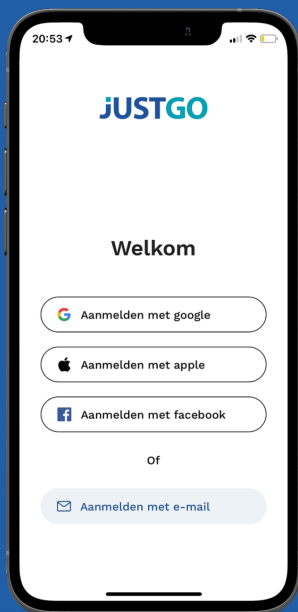 20:53
JUSTGO
Welkom
Aanmelden met google
Aanmelden met apple
Aanmelden met facebook
Of
Aanmelden met e-mail